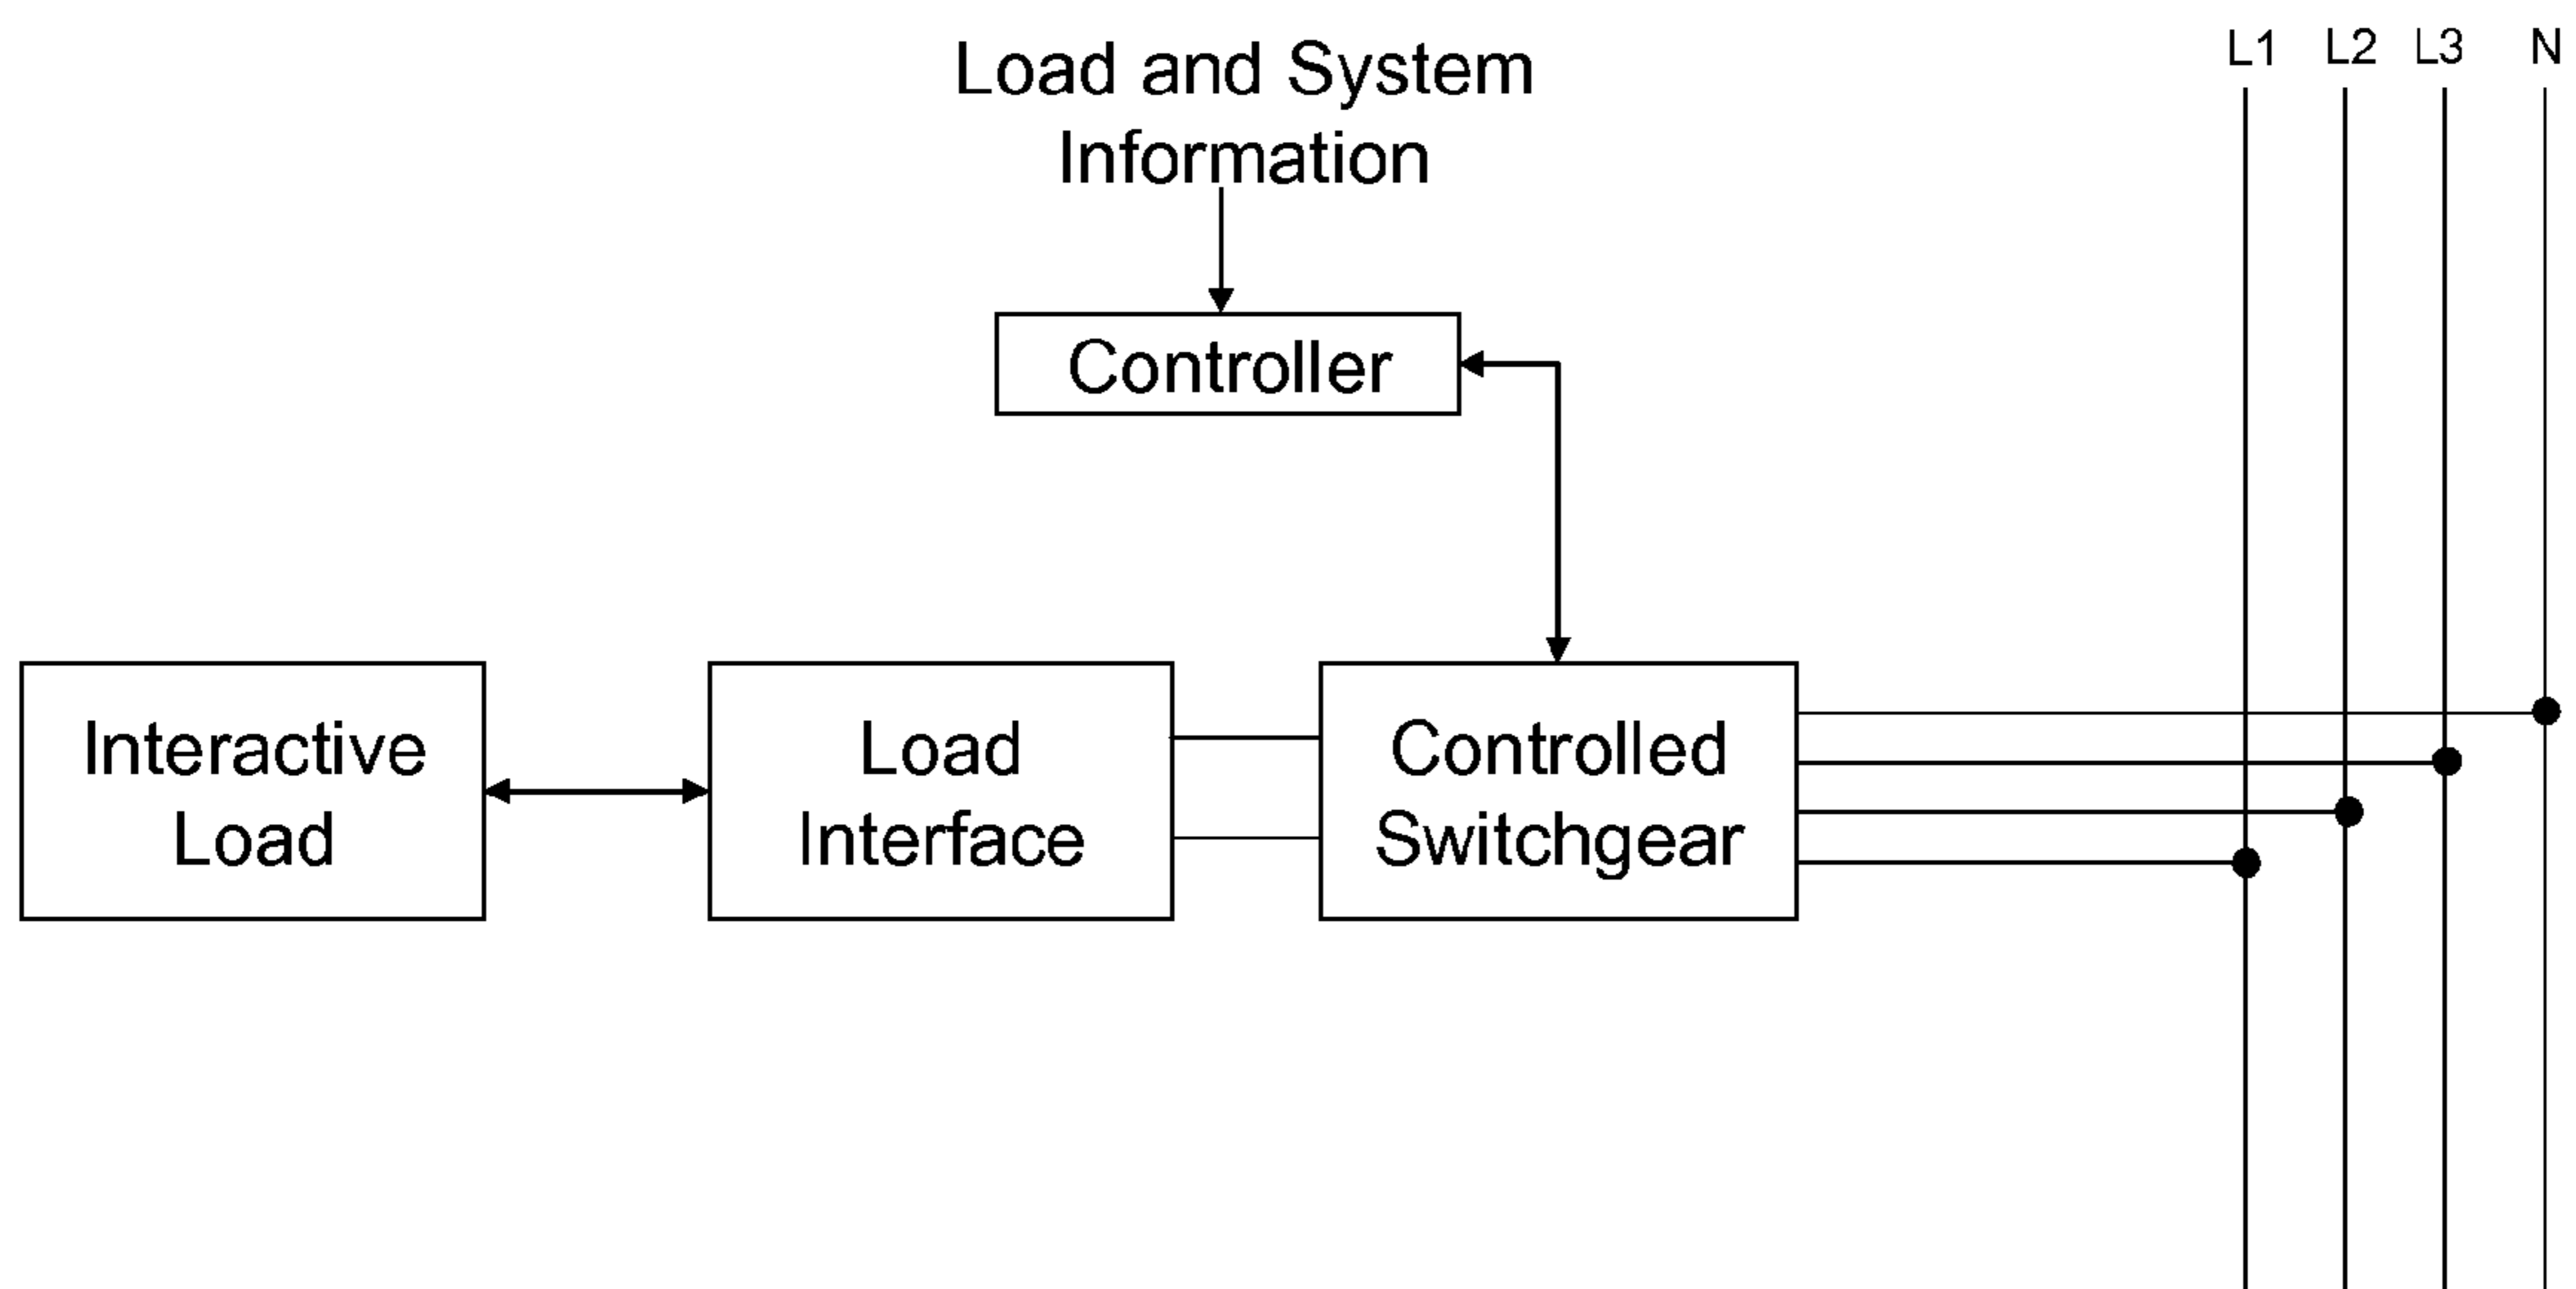 Load and System
Information
L1 L2 L3 N
Controller
Interactive
Load
Load
Interface
Controlled
Switchgear